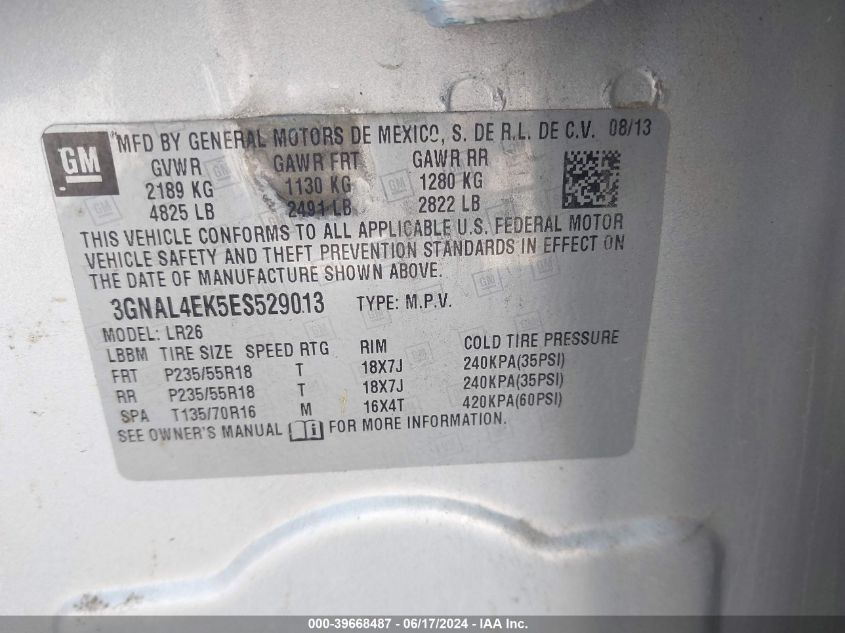 GM
MFD BY GENERAL MOTORS DE MEXICO, S. DE R.L. DE C.V. 08/13
GVWR GAWR FRT GAWR RR
2189 KG 1130 KG 1280 KG
4825 LB 2491 LB 2822 LB
THIS VEHICLE CONFORMS TO ALL APPLICABLE U.S. FEDERAL MOTOR
VEHICLE SAFETY AND THEFT PREVENTION STANDARDS IN EFFECT ON
THE DATE OF MANUFACTURE SHOWN ABOVE.
3GNAL4EK5ES529013 TYPE: M.P.V.
MODEL: LR26
LBBM TIRE SIZE SPEED RTG RIM COLD TIRE PRESSURE
FRT P235/55R18 T 18X7J 240KPA(35PSI)
RR P235/55R18 T 18X7J 240KPA(35PSI)
SPA T135/70R16 M 16X4T 420KPA(60PSI)
SEE OWNER'S MANUAL i FOR MORE INFORMATION.
000-39668487 - 06/17/2024 - IAA, Inc.